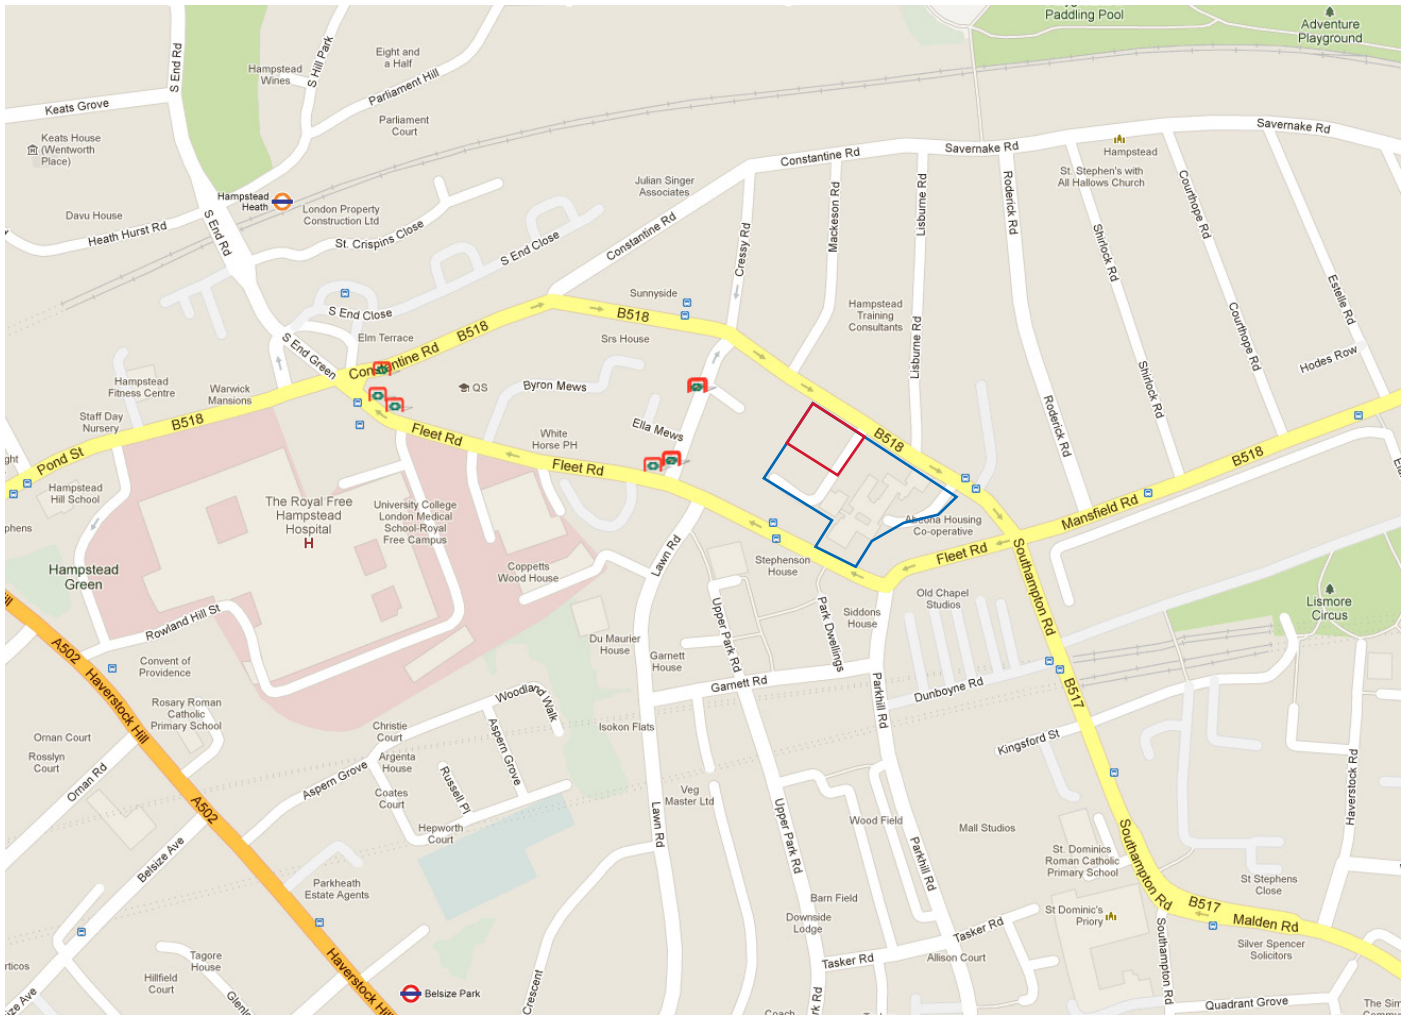 Paddling Pool
Adventure
Playground
S End Rd
Hampstead
Wines
S Hill Park
Eight and
a Half
Parliament Hill
Keats Grove
Parliament
Court
Keats House
(Wentworth
Place)
Constantine Rd
Savernake Rd
Savernake Rd
Hampstead
St. Stephen's with
All Hallows Church
Julian Singer
Associates
Hampstead
Heath
Davu House
London Property
Construction Ltd
Heath Hurst Rd
S End Rd
St. Crispins Close
S End Close
Constantine Rd
Cressy Rd
Mackeson Rd
Lisburne Rd
Roderick Rd
Shirlock Rd
Courthope Rd
Estelle Rd
Sunnyside
S End Close
B518
Hampstead
Training
Consultants
Elm Terrace
B518
Srs House
S End Green
Constantine Rd
Lisburne Rd
Courthope Rd
Hodes Row
Hampstead
Fitness Centre
Warwick
Mansions
QS
Byron Mews
Shirlock Rd
Roderick Rd
Staff Day
Nursery
B518
Fleet Rd
White
Horse PH
Ella Mews
B518
B518
Pond St
Fleet Rd
Hampstead
Hill School
The Royal Free
Hampstead
Hospital
H
University College
London Medical
School-Royal
Free Campus
Mansfield Rd
Abeona Housing
Co-operative
phens
Hampstead
Green
Coppetts
Wood House
Lawn Rd
Stephenson
House
Fleet Rd
Southampton Rd
Old Chapel
Studios
Siddons
House
Park Dwellings
Upper Park Rd
Lismore
Circus
Rowland Hill St
Du Maurier
House
Garnett
House
A502
Haverstock Hill
Convent of
Providence
Garnett Rd
Parkhill Rd
Dunboyne Rd
B517
Woodland Walk
Rosary Roman
Catholic
Primary School
Christie
Court
Aspern Grove
Isokon Flats
Kingsford St
Ornan Court
Rosslyn
Court
Argenta
House
Ornan Rd
Aspern Grove
Russell Pl
Coates
Court
Veg
Master Ltd
Haverstock Rd
A502
Hepworth
Court
Lawn Rd
Upper Park Rd
Wood Field
Mall Studios
Parkhill Rd
Southampton Rd
St. Dominics
Roman Catholic
Primary School
Belsize Ave
Parkheath
Estate Agents
St Stephens
Close
Barn Field
B517
Malden Rd
Downside
Lodge
St Dominic's
Priory
Tasker Rd
Silver Spencer
Solicitors
Tagore
House
Hillfield
Court
Haverstock Hill
Tasker Rd
Allison Court
Southampton Rd
Belsize Park
Crescent
Quadrant Grove